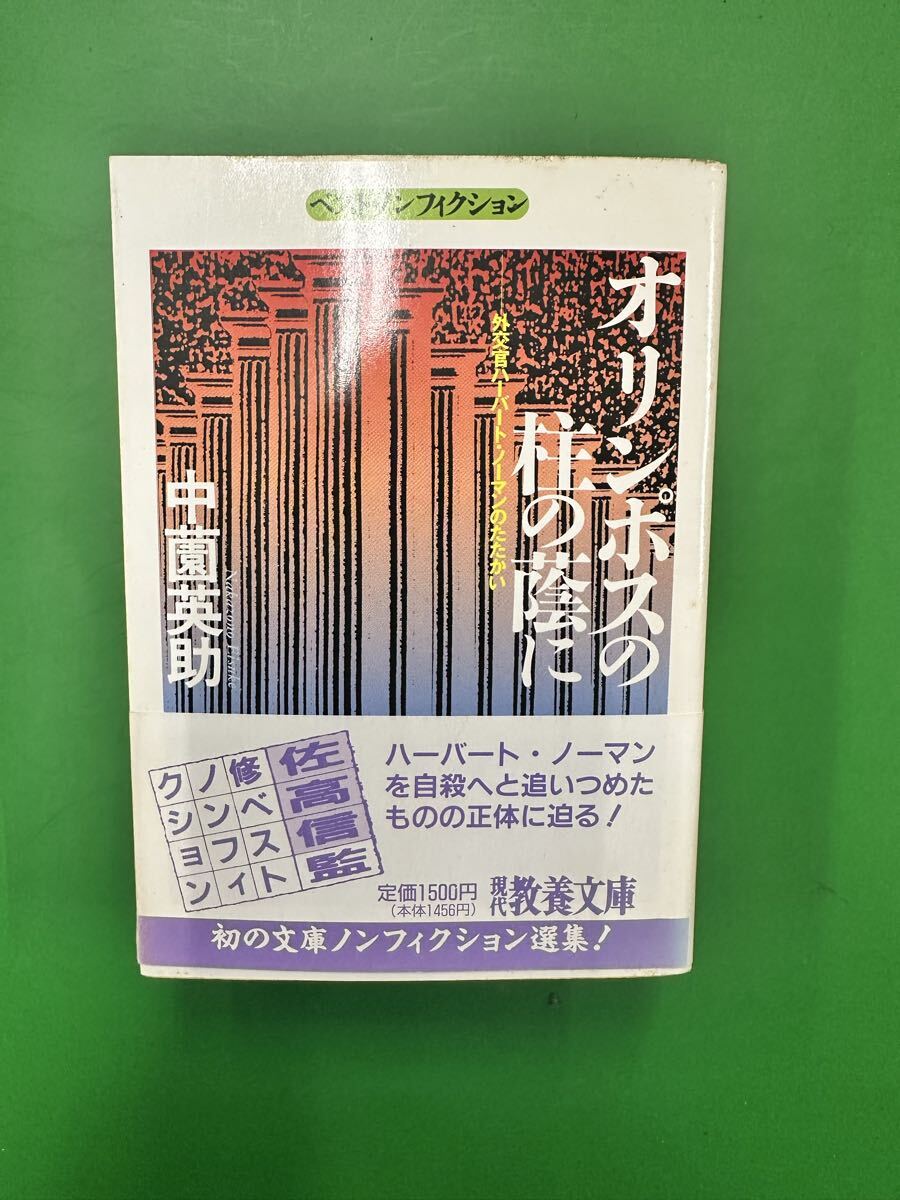 ベストノンフィクション
オリンポスの
柱の蔭に
外交官ハーバート・ノーマンのたたかい
中薗英助
Nakazono Eisuke
佐高信監
修ベスト
ノンフィ
クション
ハーバート・ノーマン
を自殺へと追いつめた
ものの正体に迫る!
定価1500円
(本体1456円)
現代教養文庫
初の文庫ノンフィクション選集!